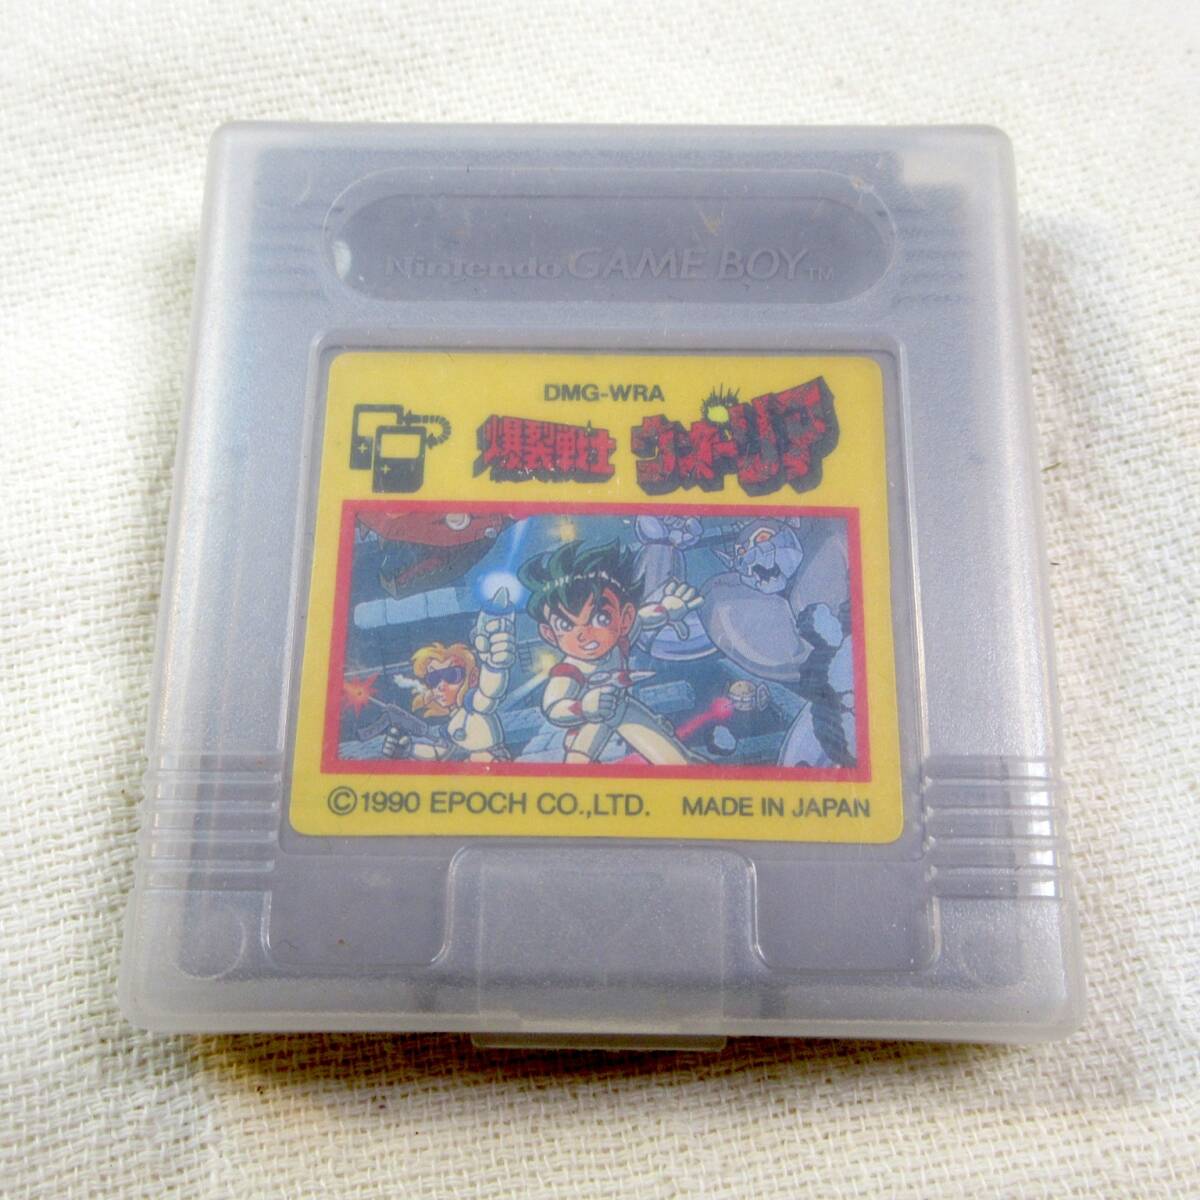 Nintendo GAME BOY™
DMG-WRA
爆裂戦士 ウォーリア
©1990 EPOCH CO.,LTD. MADE IN JAPAN